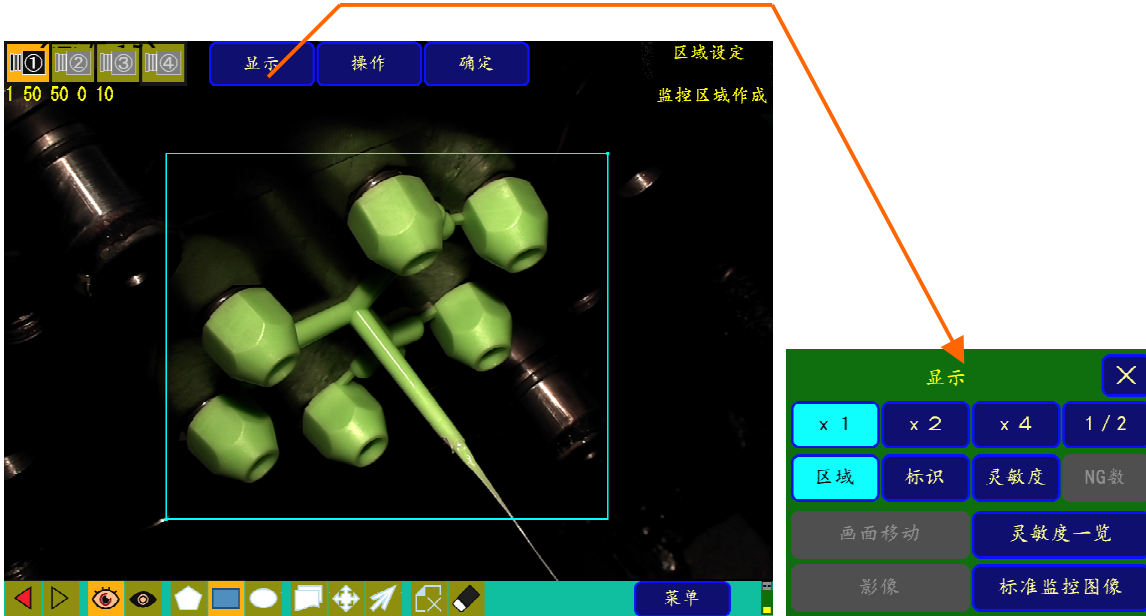 ① ② ③ ④
显示 操作 确定
区域设定
1 50 50 0 10
监控区域作成
显示
x 1 x 2 x 4 1 / 2
区域 标识 灵敏度 NG数
画面移动 灵敏度一览
影像 标准监控图像
菜单